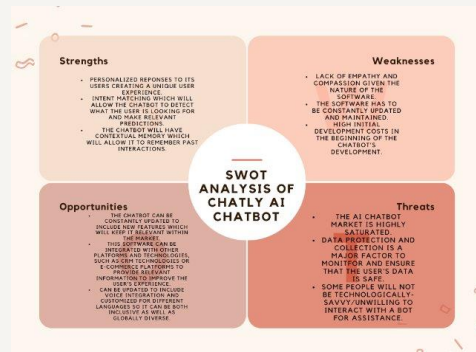 Strengths
• PERSONALIZED REPONSES TO ITS
USERS CREATING A UNIQUE USER
EXPERIENCE.
• INTENT MATCHING WHICH WILL
ALLOW THE CHATBOT TO DETECT
WHAT THE USER IS LOOKING FOR
AND MAKE RELEVANT
PREDICTIONS.
• THE CHATBOT WILL HAVE
CONTEXTUAL MEMORY WHICH
WILL ALLOW IT TO REMEMBER PAST
INTERACTIONS.
Weaknesses
• LACK OF EMPATHY AND
COMPASSION GIVEN THE
NATURE OF THE
SOFTWARE.
• THE SOFTWARE HAS TO
BE CONSTANTLY UPDATED
AND MAINTAINED.
• HIGH INITIAL
DEVELOPMENT COSTS IN
THE BEGINNING OF THE
CHATBOT'S
DEVELOPMENT.
SWOT
ANALYSIS OF
CHATLY AI
CHATBOT
Opportunities
• THE CHATBOT CAN BE
CONSTANTLY UPDATED TO
INCLUDE NEW FEATURES WHICH
WILL KEEP IT RELEVANT WITHIN
THE MARKET.
• THIS SOFTWARE CAN BE
INTEGRATED WITH OTHER
PLATFORMS AND TECHNOLOGIES,
SUCH AS CRM TECHNOLOGIES OR
E-COMMERCE PLATFORMS TO
PROVIDE RELEVANT
INFORMATION TO IMPROVE THE
USER'S EXPERIENCE.
• CAN BE UPDATED TO INCLUDE
VOICE INTEGRATION AND
CUSTOMIZED FOR DIFFERENT
LANGUAGES SO IT CAN BE BOTH
INCLUSIVE AS WELL AS
GLOBALLY DIVERSE.
Threats
• THE AI CHATBOT
MARKET IS HIGHLY
SATURATED.
• DATA PROTECTION AND
COLLECTION IS A
MAJOR FACTOR TO
MONITFOR AND ENSURE
THAT THE USER'S DATA
IS SAFE.
• SOME PEOPLE WILL NOT
BE TECHNOLOGICALLY-
SAVVY/UNWILLING TO
INTERACT WITH A BOT
FOR ASSISTANCE.